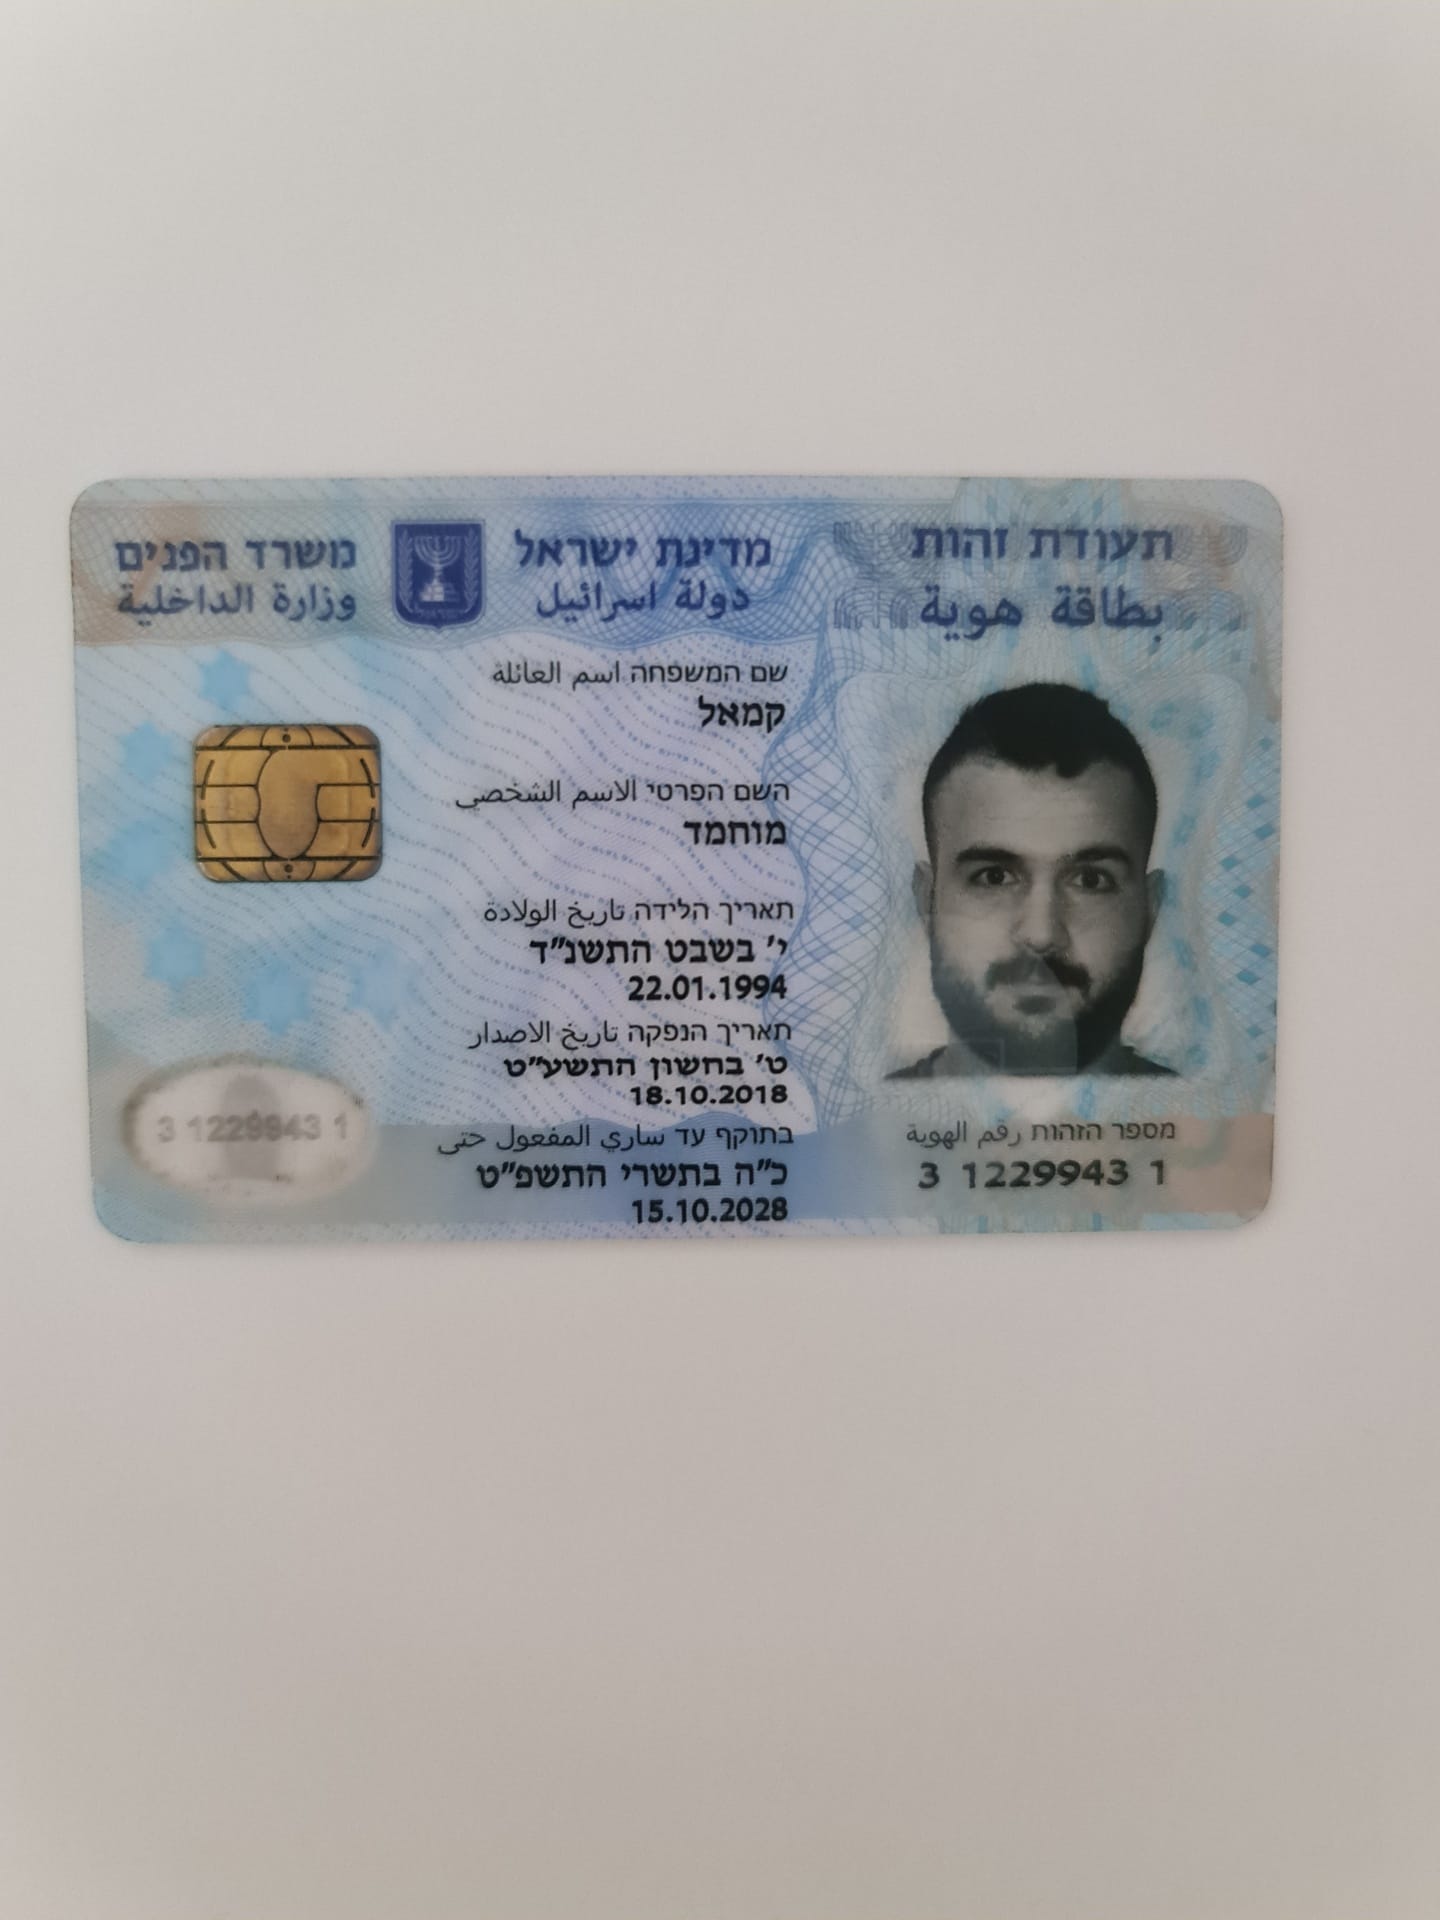 תעודת זהות
بطاقة هوية
מדינת ישראל
دولة اسرائيل
משרד הפנים
وزارة الداخلية
שם המשפחה اسم العائلة
קמאל
השם הפרטי الاسم الشخصي
מוחמד
תאריך הלידה تاريخ الولادة
י' בשבט התשנ"ד
22.01.1994
תאריך הנפקה تاريخ الاصدار
ט' בחשון התשע"ט
18.10.2018
בתוקף עד ساري المفعول حتى
כ"ה בתשרי התשפ"ט
15.10.2028
מספר הזהות رقم الهوية
3 1229943 1
3 1229943 1